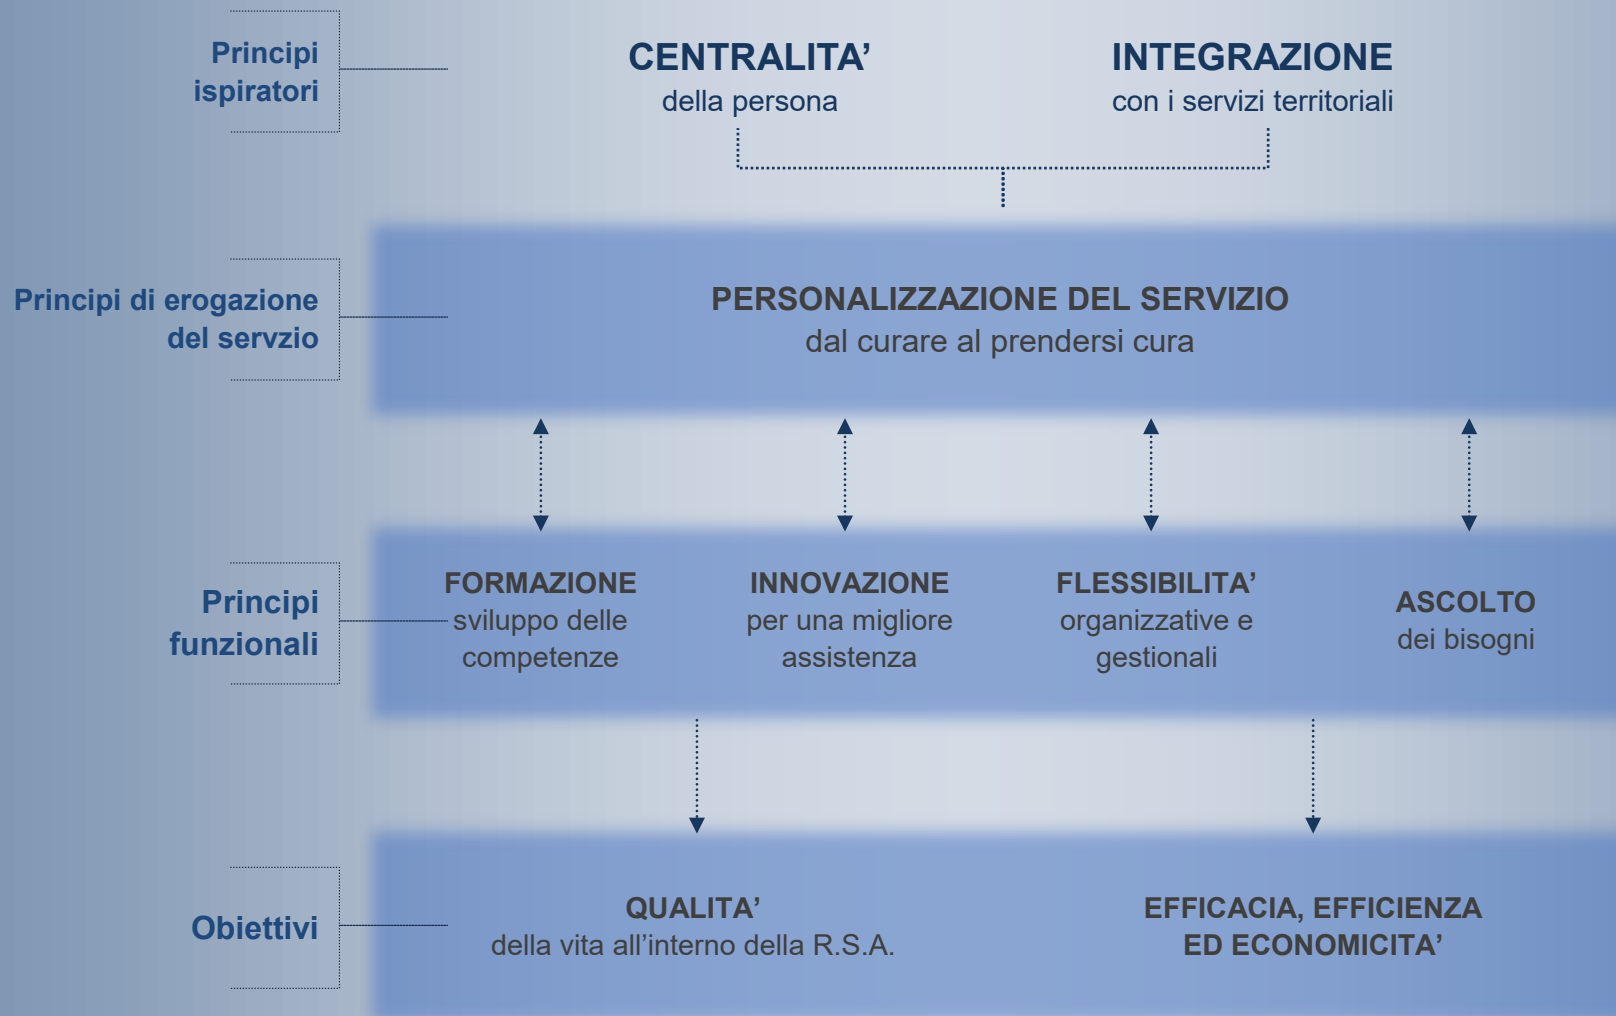 Principi
ispiratori
CENTRALITA’
della persona
INTEGRAZIONE
con i servizi territoriali
Principi di erogazione
del servzio
PERSONALIZZAZIONE DEL SERVIZIO
dal curare al prendersi cura
Principi
funzionali
FORMAZIONE
sviluppo delle
competenze
INNOVAZIONE
per una migliore
assistenza
FLESSIBILITA’
organizzative e
gestionali
ASCOLTO
dei bisogni
Obiettivi
QUALITA’
della vita all’interno della R.S.A.
EFFICACIA, EFFICIENZA
ED ECONOMICITA’